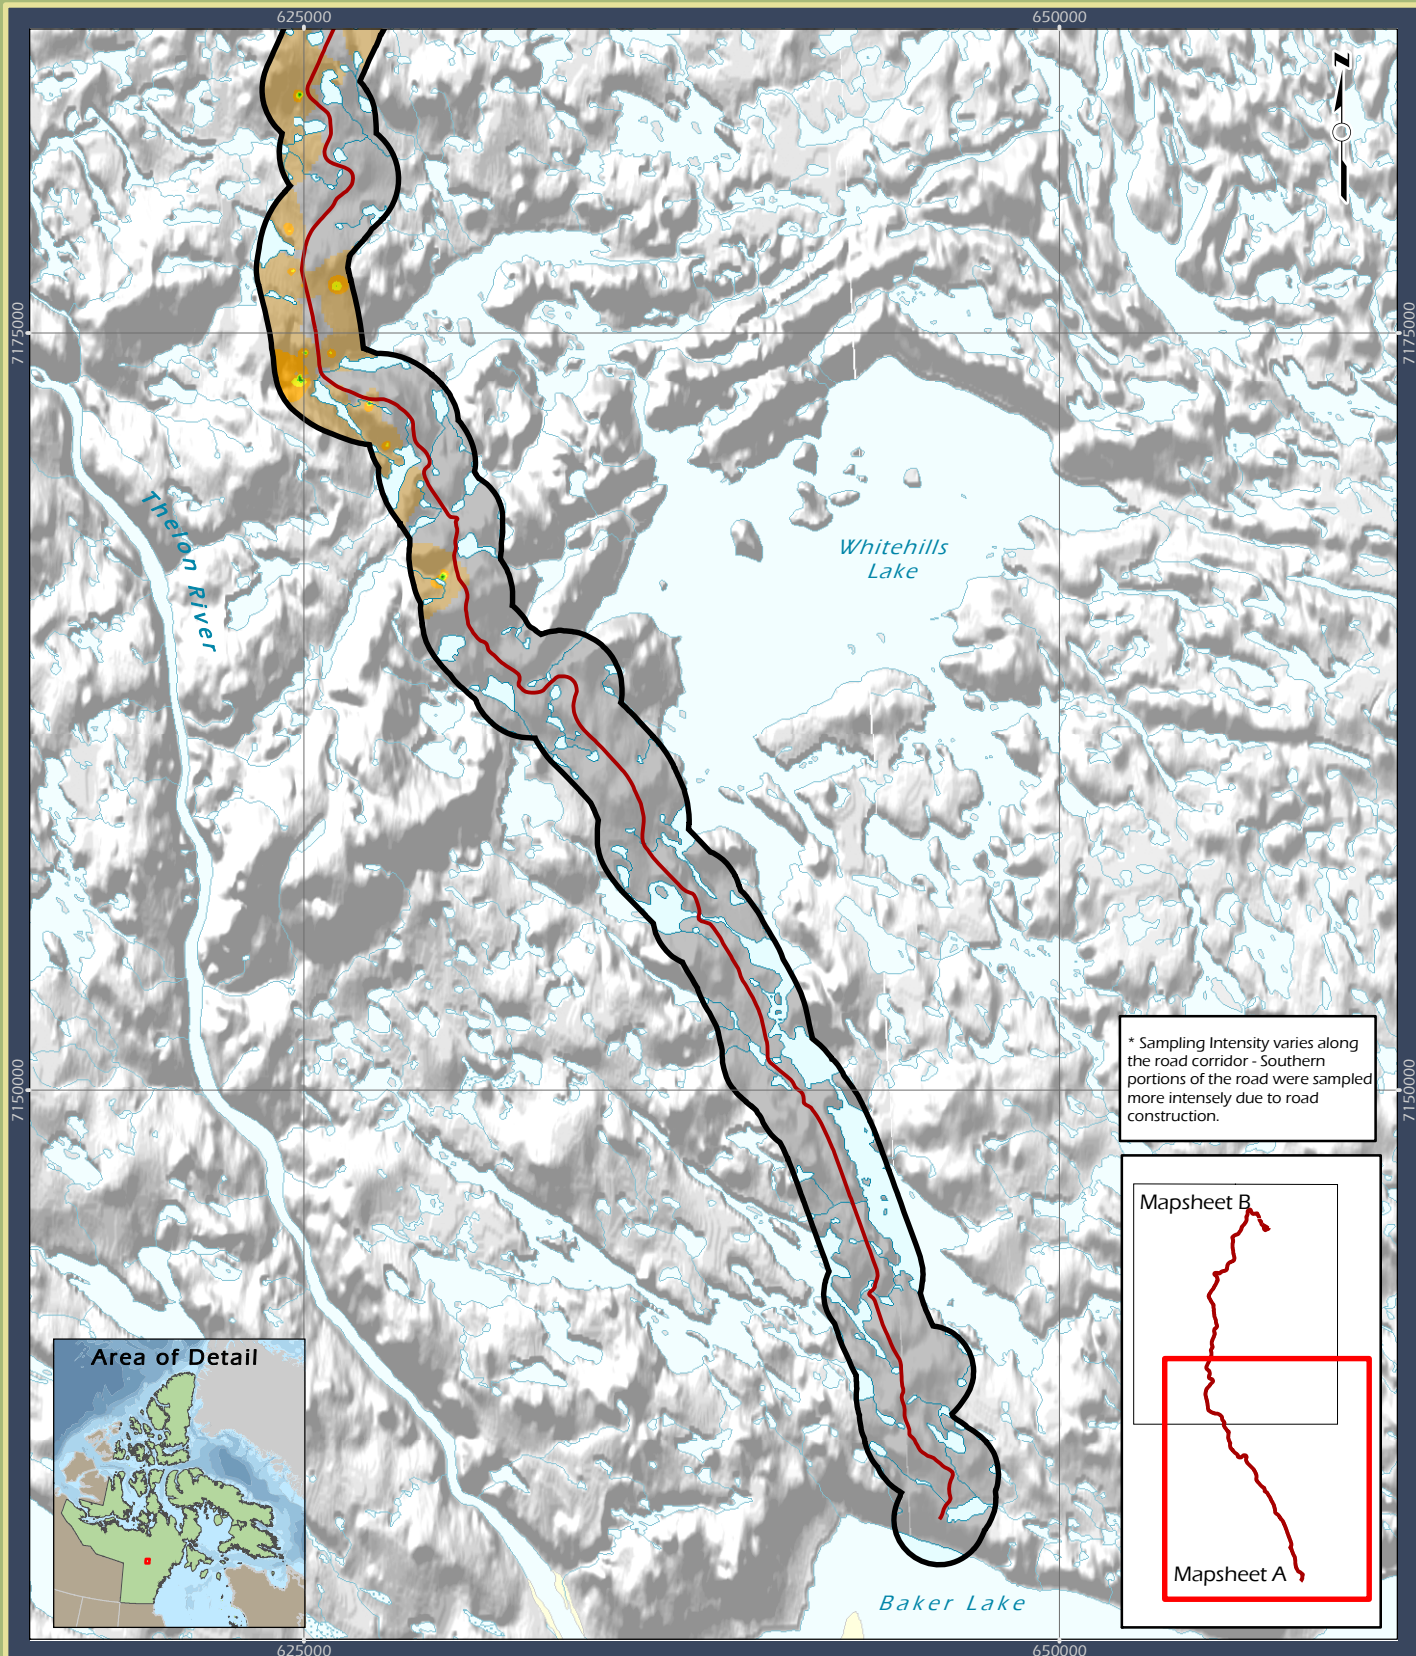 625000
650000
N
7175000
7175000
Thelon River
Whitehills
Lake
* Sampling Intensity varies along
the road corridor - Southern
portions of the road were sampled
more intensely due to road
construction.
7150000
7150000
Mapsheet B
Mapsheet A
Area of Detail
Baker Lake
625000
650000